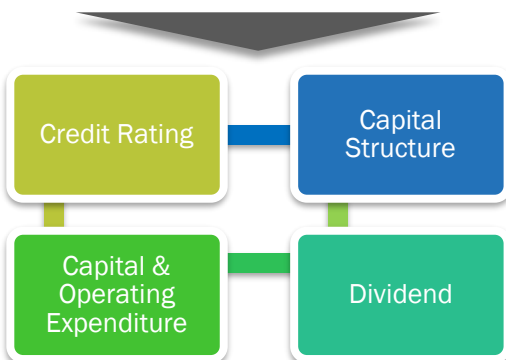 Credit Rating
Capital
Structure
Capital &
Operating
Expenditure
Dividend